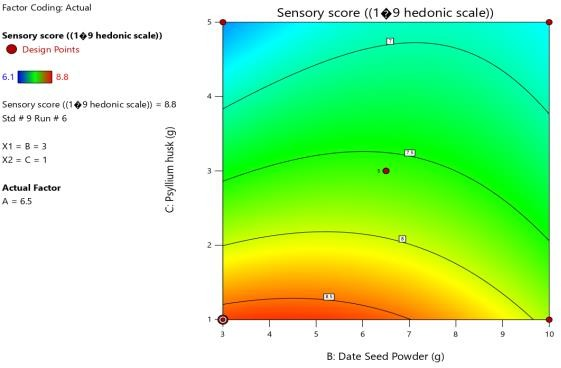 Factor Coding: Actual
Sensory score ((1�9 hedonic scale))
Design Points
6.1 8.8
Sensory score ((1�9 hedonic scale)) = 8.8
Std # 9 Run # 6
X1 = B = 3
X2 = C = 1
Actual Factor
A = 6.5
Sensory score ((1�9 hedonic scale))
C: Psyllium husk (g)
5
4
3
2
1
7
7.5
5
8
8.5
3 4 5 6 7 8 9 10
B: Date Seed Powder (g)